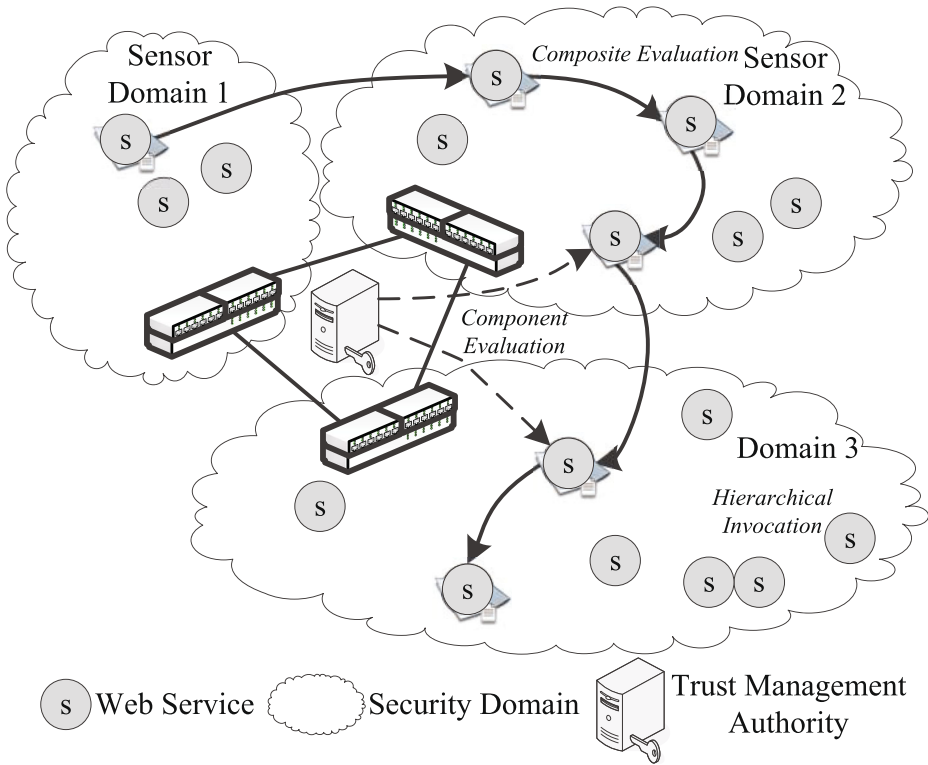 Sensor
Domain 1
Composite Evaluation
Sensor
Domain 2
s
s
s
s
s
s
s
s
s
Component
Evaluation
s
Domain 3
s
Hierarchical
Invocation
s
s
s
s
s
s
s Web Service
Security Domain
Trust Management
Authority